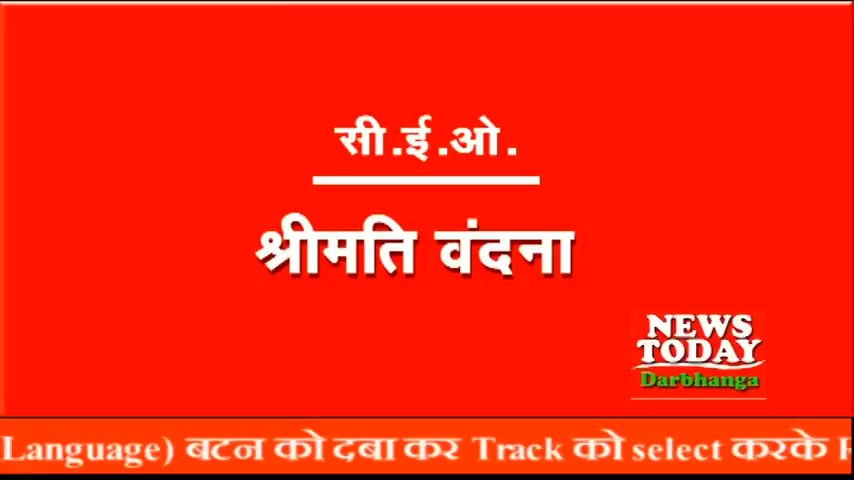 सी.ई.ओ.
श्रीमति वंदना
NEWS
TODAY
Darbhanga
Language) बटन को दबा कर Track को select करके